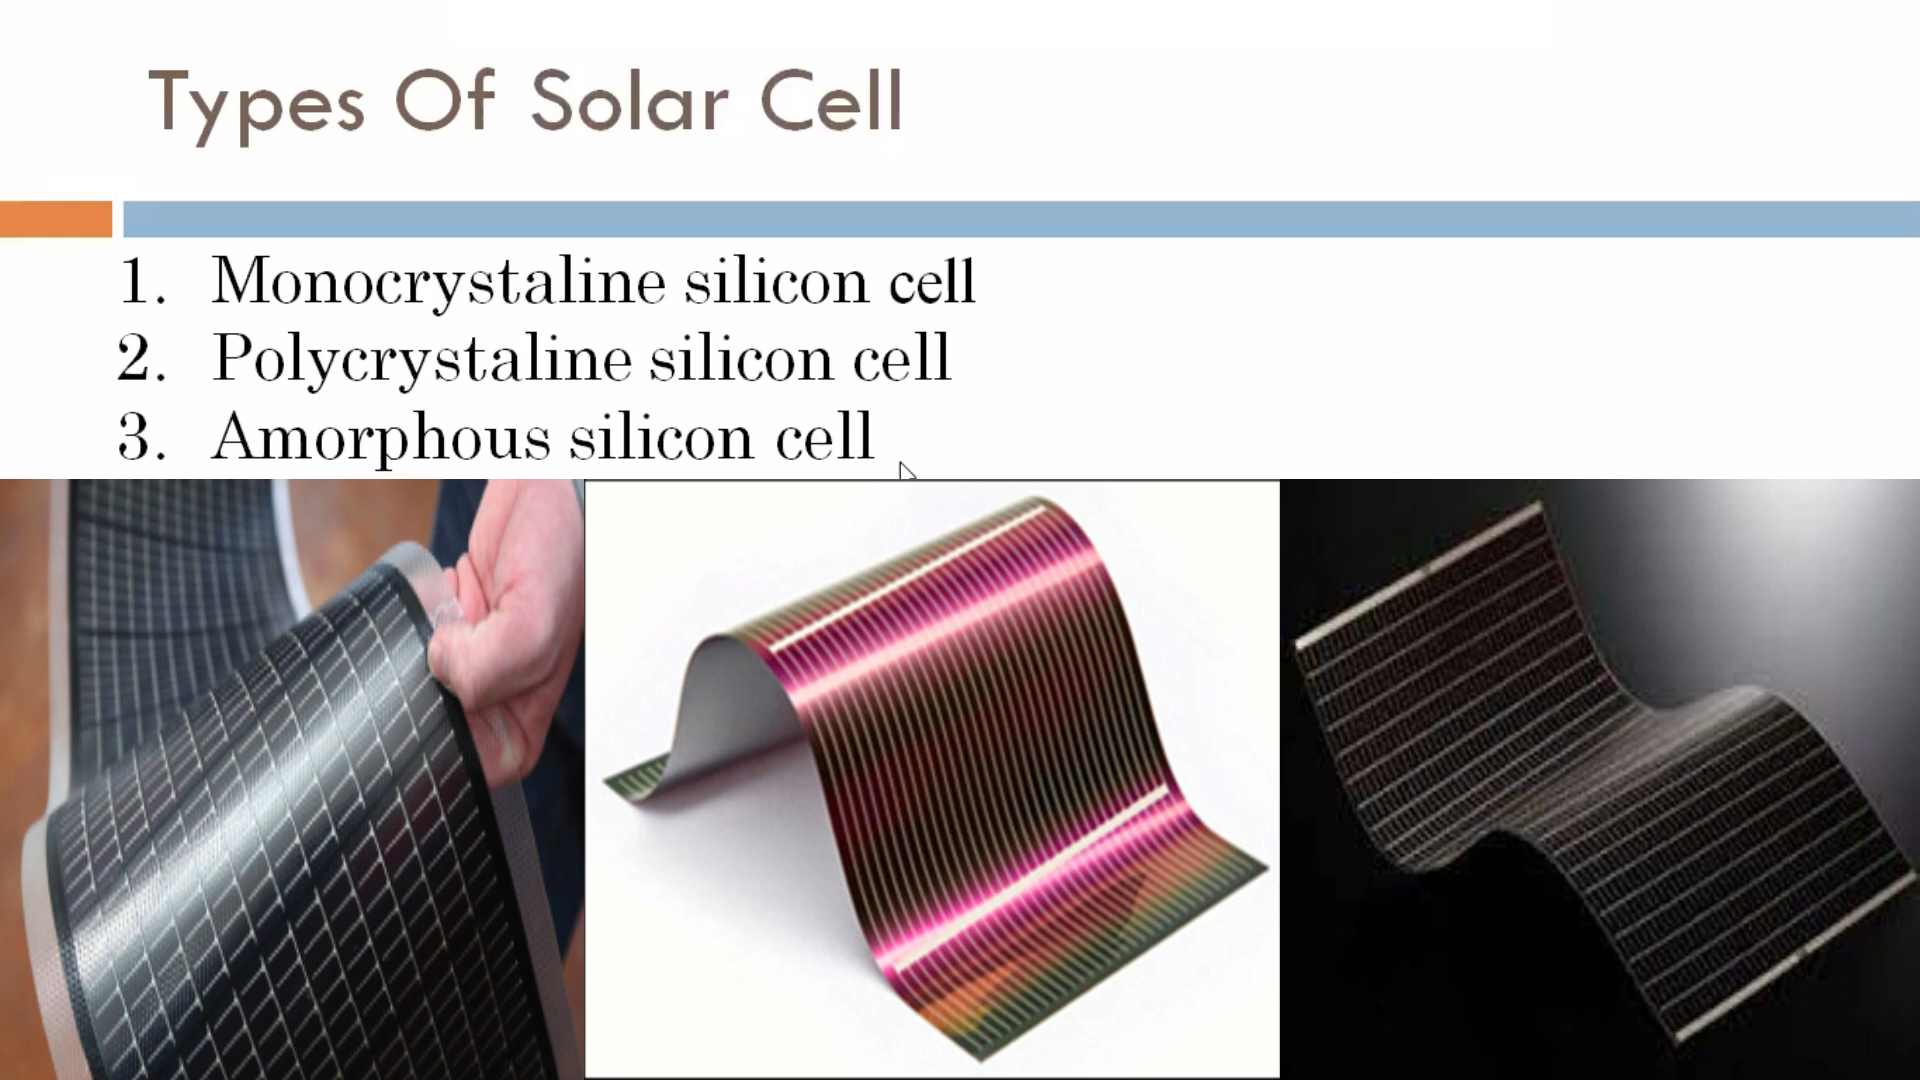 Types Of Solar Cell
1. Monocrystaline silicon cell
2. Polycrystaline silicon cell
3. Amorphous silicon cell